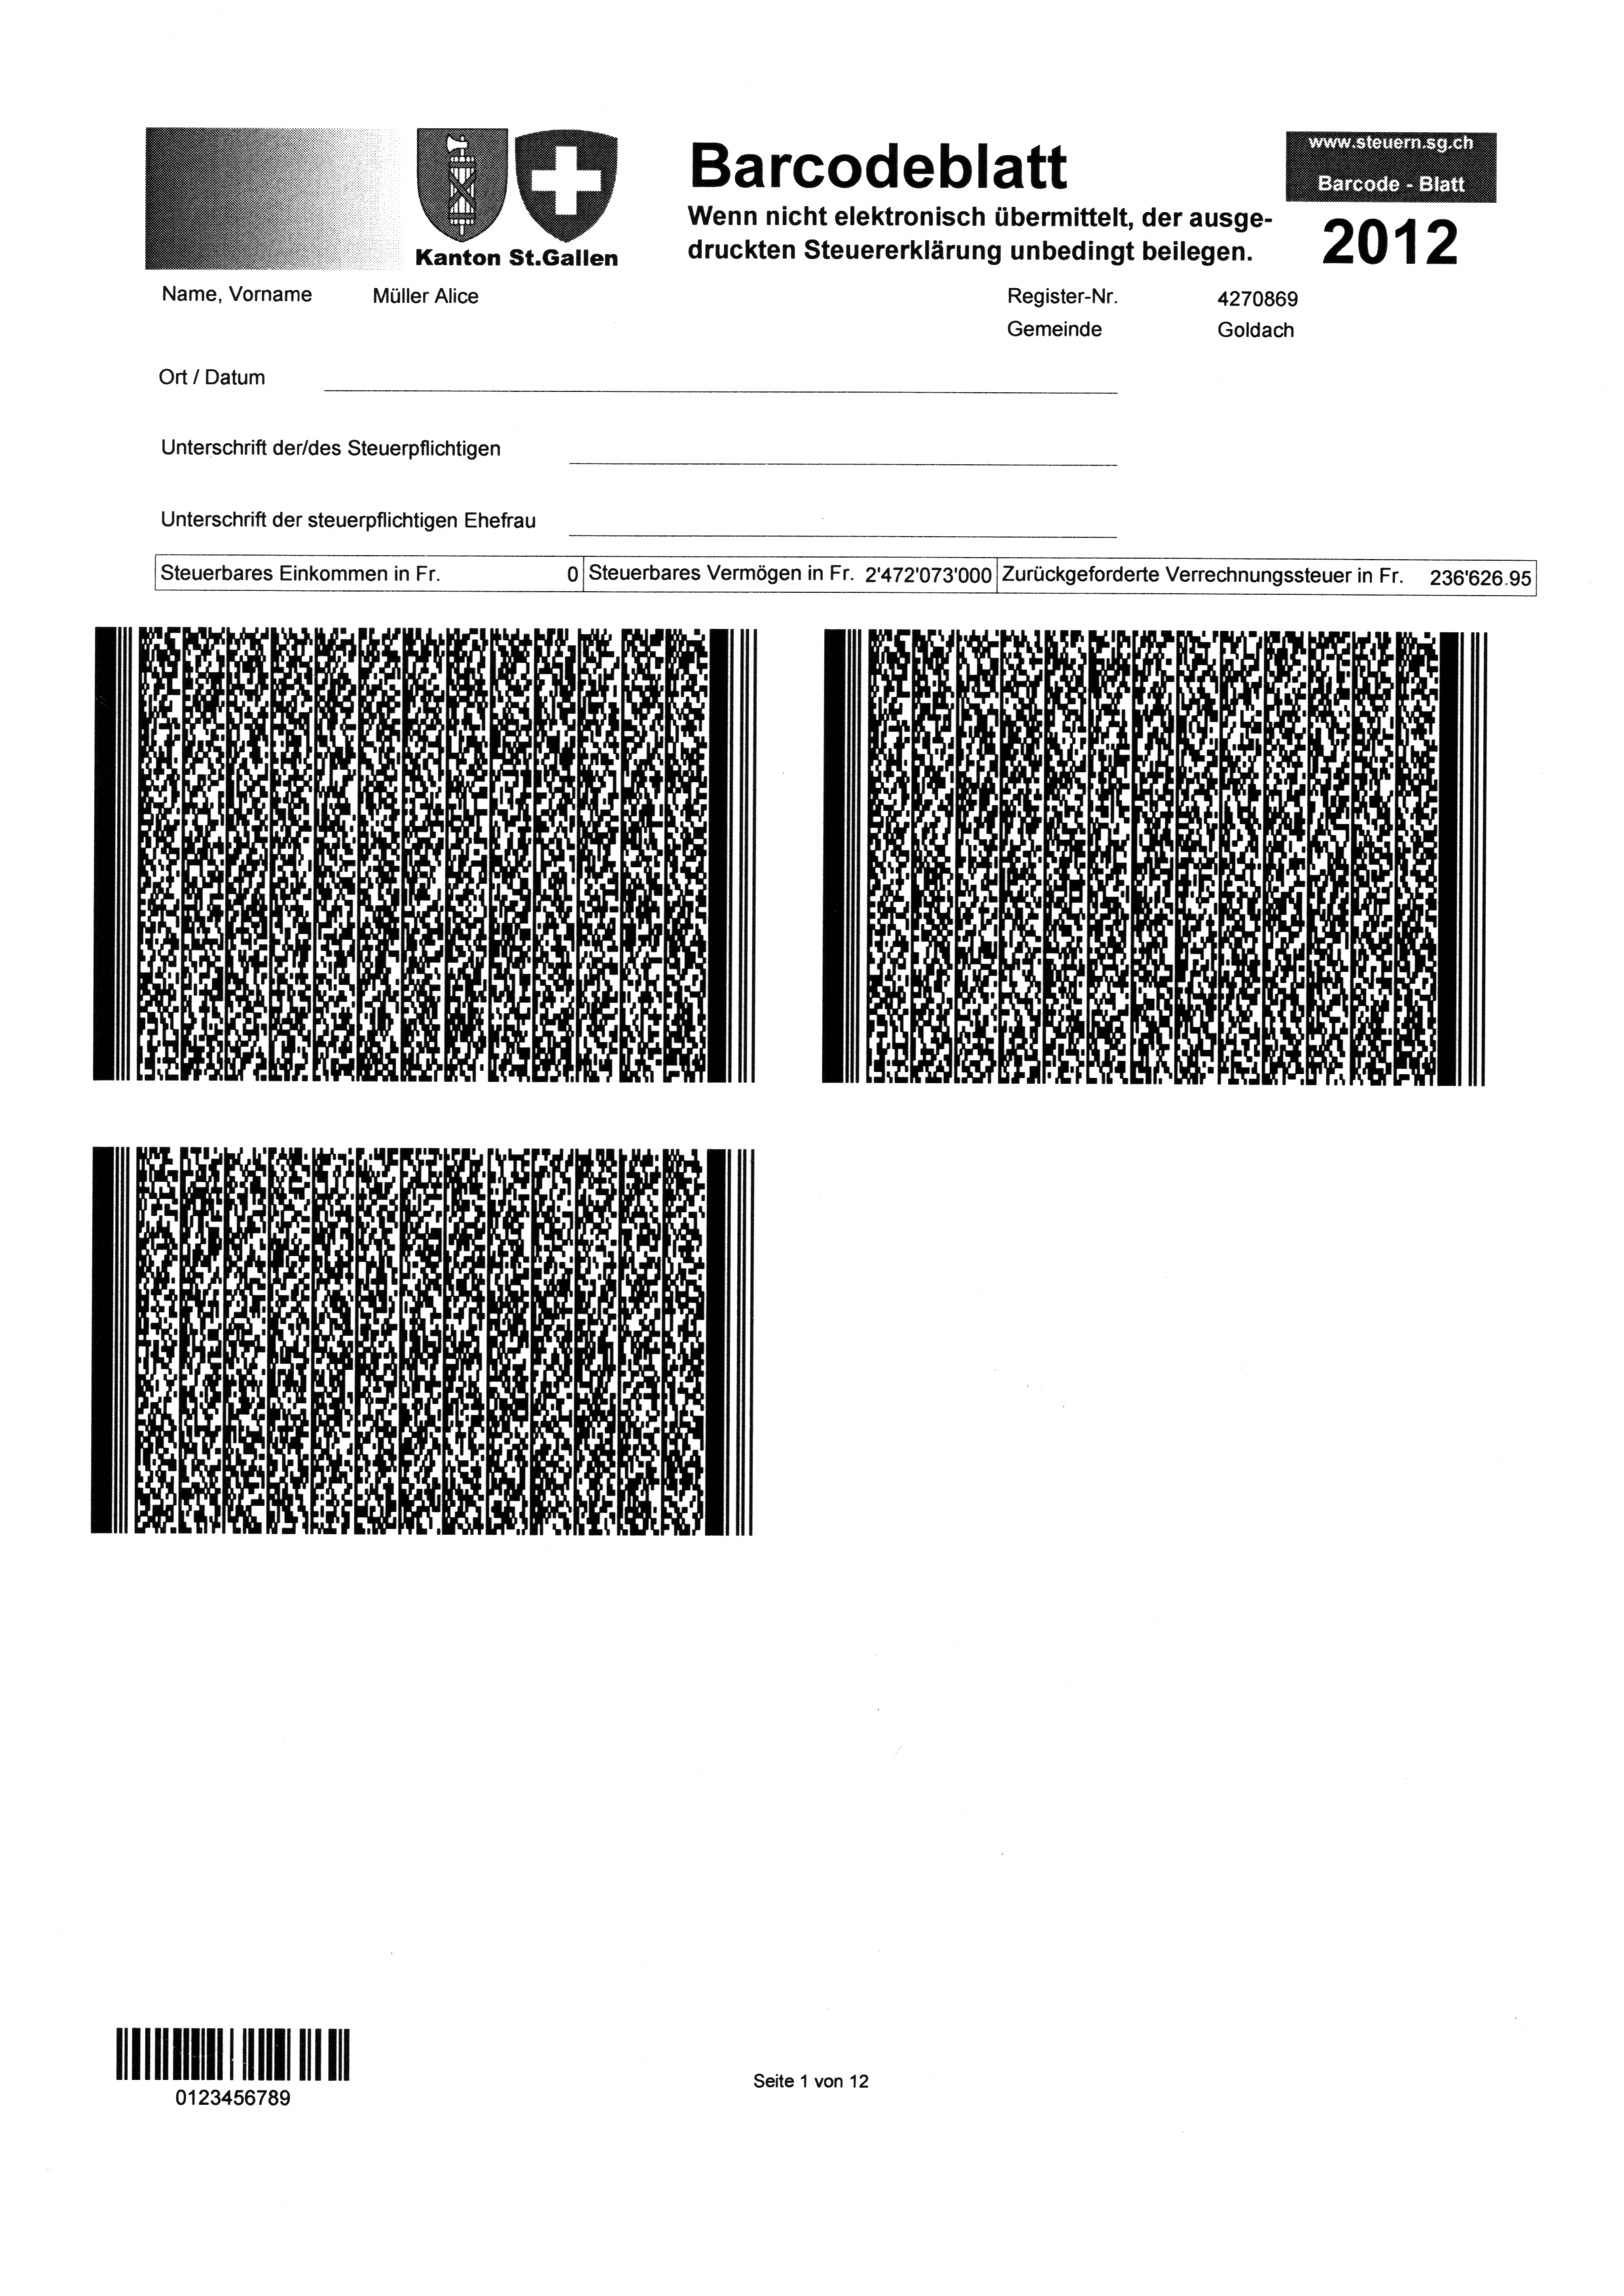 www.steuern.sg.ch
Barcode - Blatt
Barcodeblatt
Wenn nicht elektronisch übermittelt, der ausge-
druckten Steuererklärung unbedingt beilegen.
2012
Kanton St.Gallen
Name, Vorname Müller Alice Register-Nr. 4270869
Gemeinde Goldach
Ort / Datum
Unterschrift der/des Steuerpflichtigen
Unterschrift der steuerpflichtigen Ehefrau
Steuerbares Einkommen in Fr. 0 Steuerbares Vermögen in Fr. 2'472'073'000 Zurückgeforderte Verrechnungssteuer in Fr. 236'626.95
0123456789
Seite 1 von 12